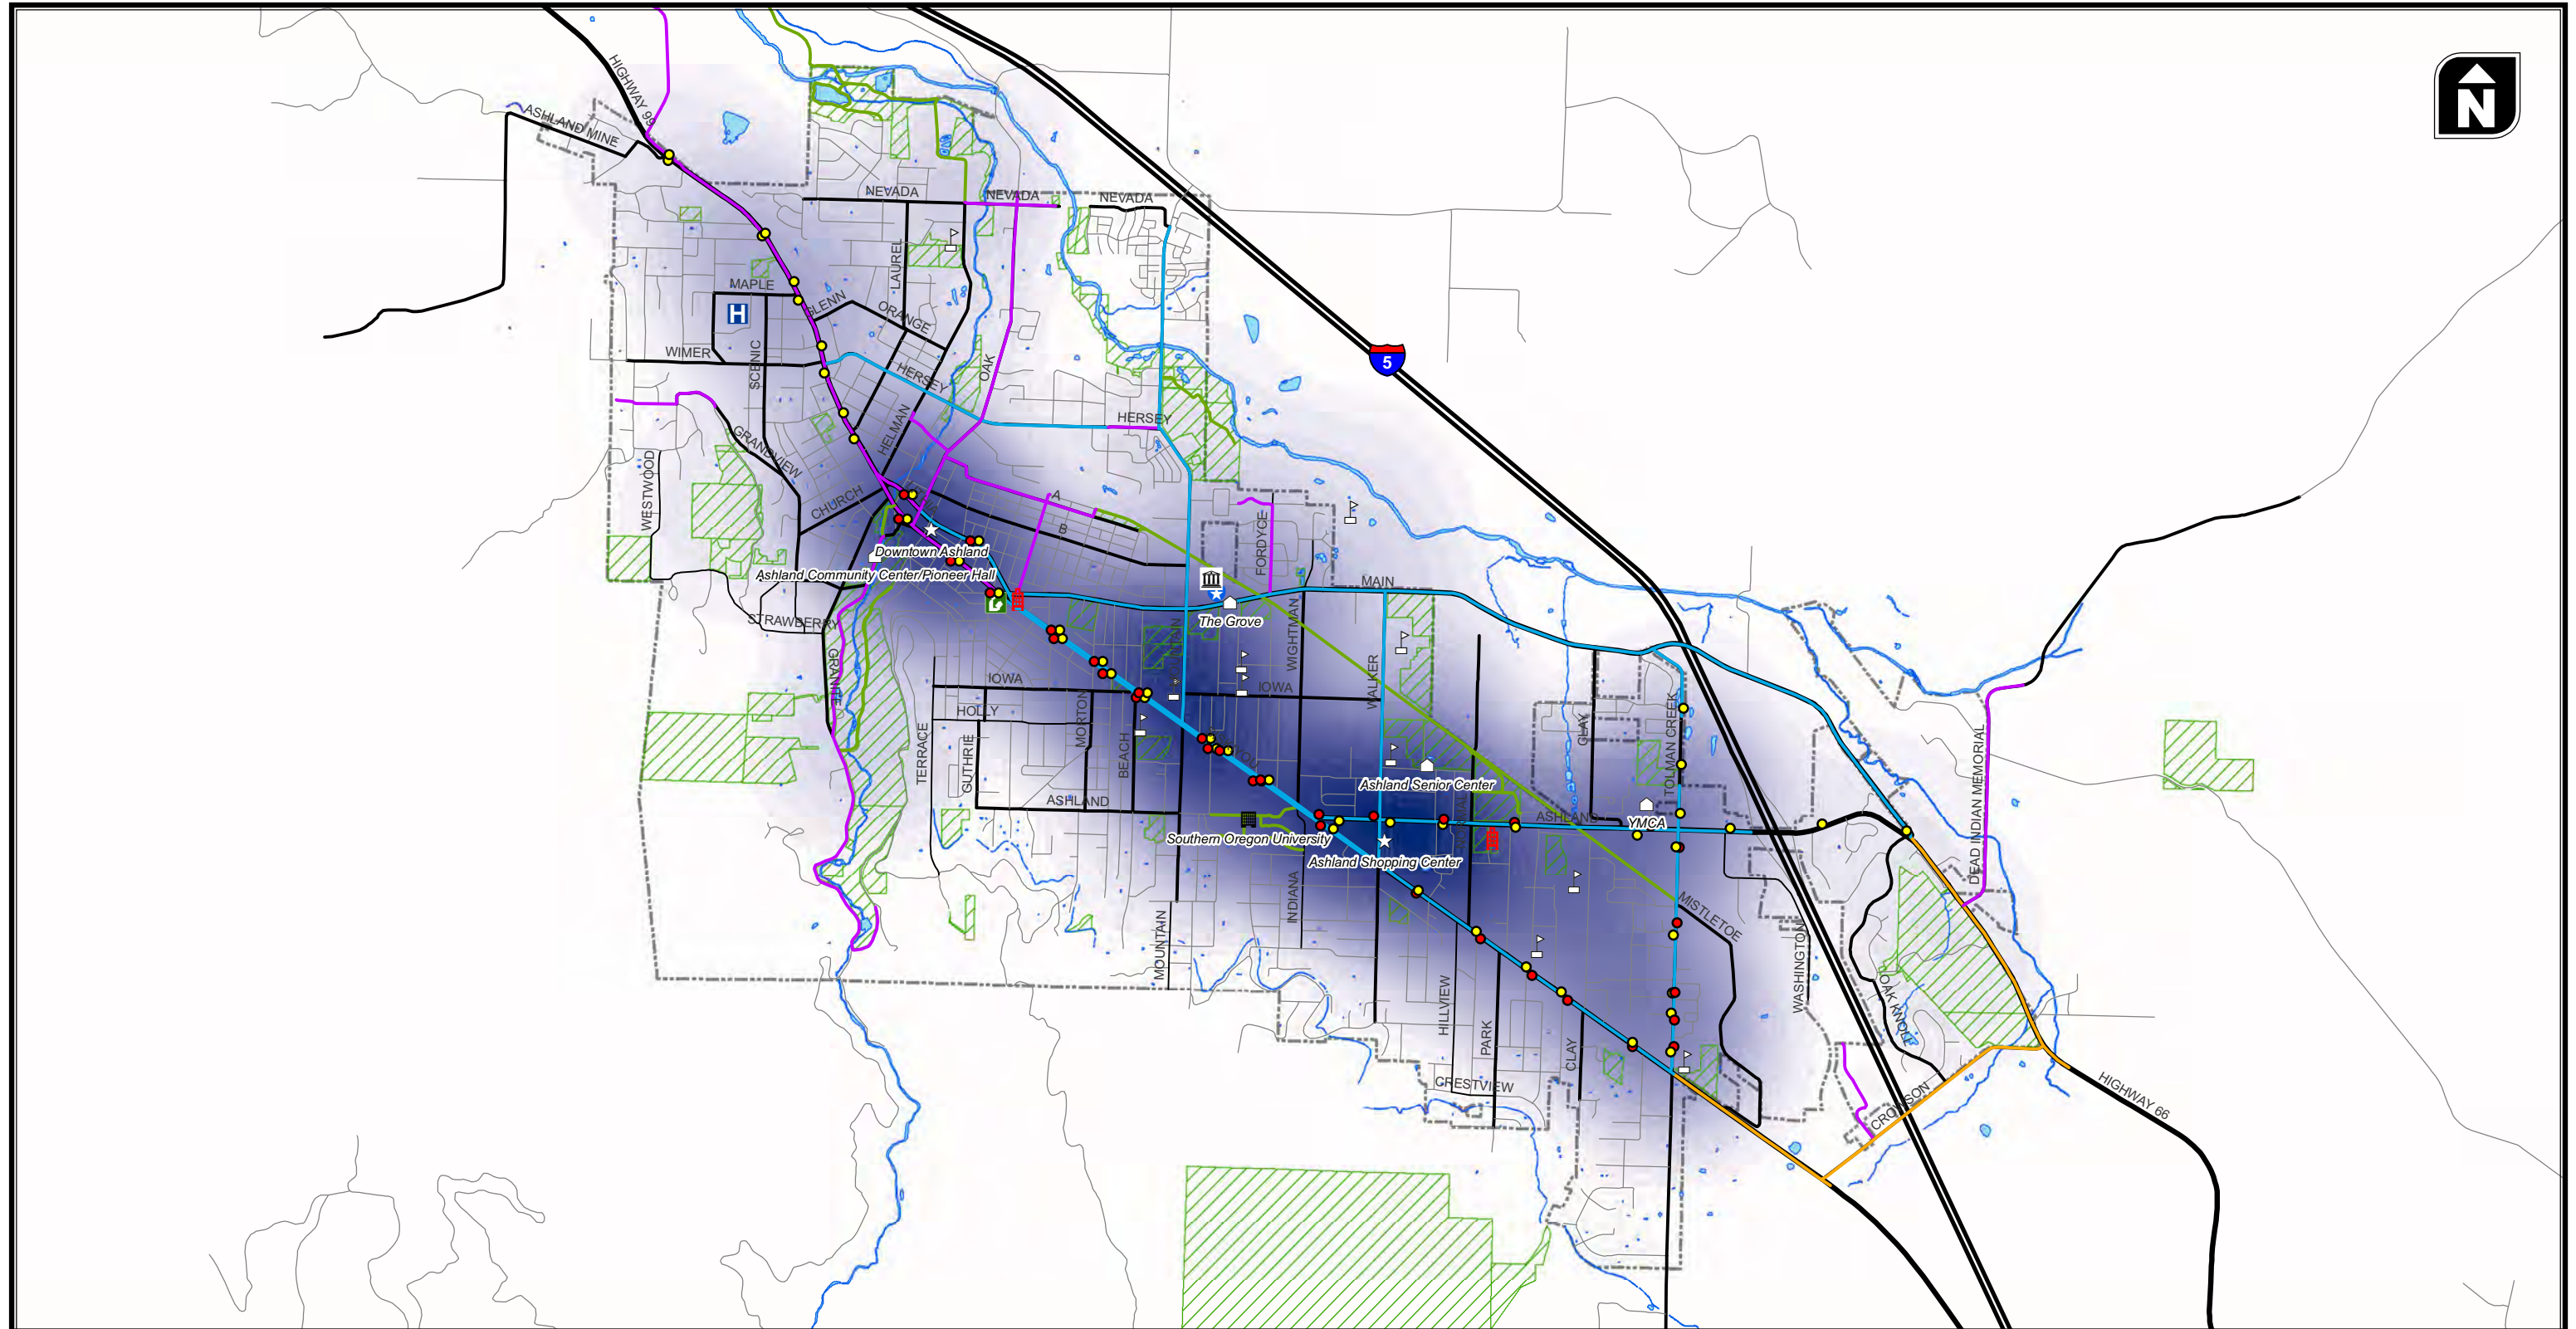 N
HIGHWAY 99
ASHLAND MINE
NEVADA
NEVADA
NEVADA
LAUREL
MAPLE
H
GLENN
ORANGE
WIMER
SCENIC
HERSEY
OAK
5
HERSEY
HELMAN
GRANDVIEW
WESTWOOD
CHURCH
A
B
FORDYCE
Downtown Ashland
Ashland Community Center/Pioneer Hall
MAIN
STRAWBERRY
The Grove
WIGHTMAN
GRANITE
WALKER
IOWA
IOWA
HOLLY
MORTON
CLAY
TOLMAN CREEK
TERRACE
GUTHRIE
BEACH
DEAD INDIAN MEMORIAL
Ashland Senior Center
ASHLAND
ASHLAND
YMCA
Southern Oregon University
Ashland Shopping Center
INDIANA
MISTLETOE
MOUNTAIN
WASHINGTON
OAK KNOLL
HILLVIEW
PARK
CLAY
CRESTVIEW
CROWSON
HIGHWAY 66